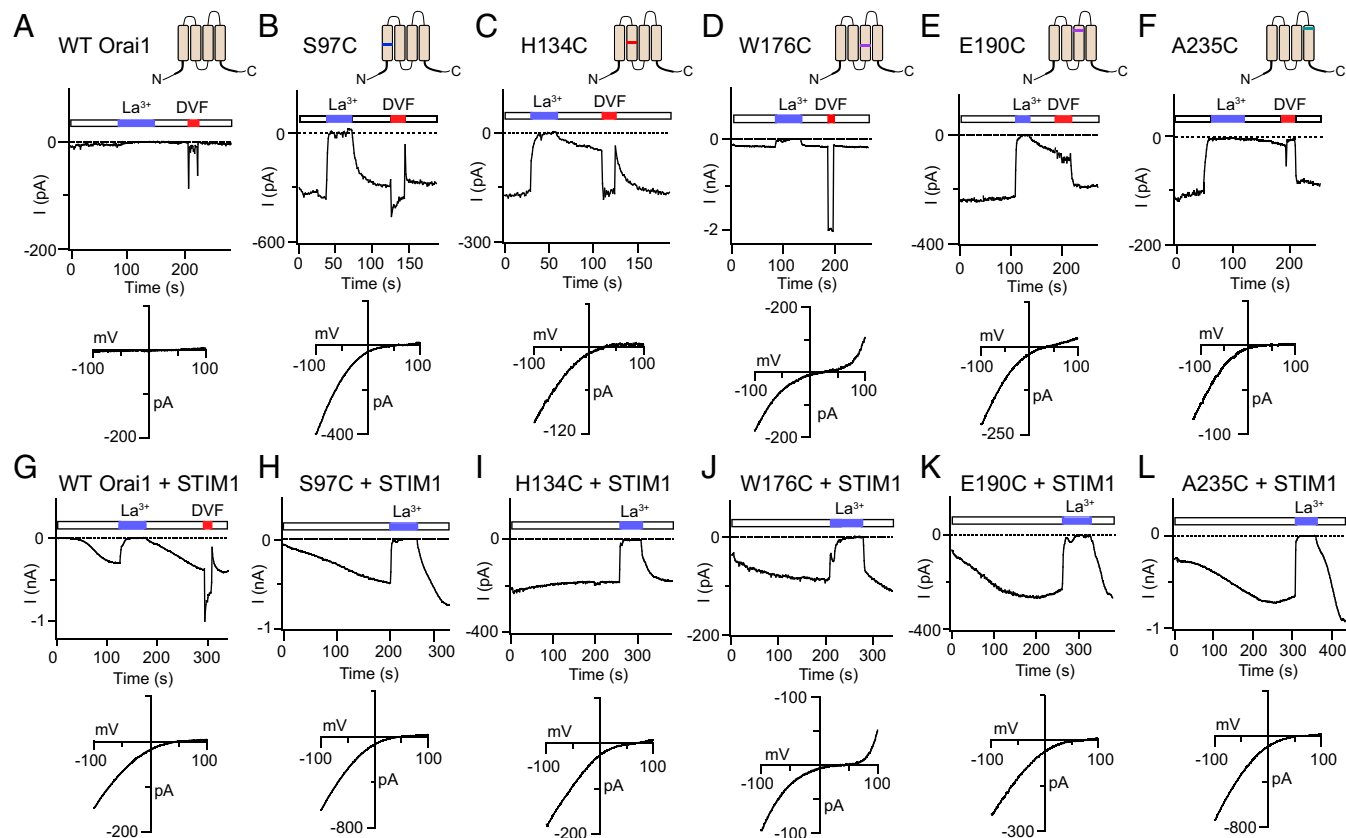 A
WT Orai1
N
C
La³⁺
DVF
0
-200
I (pA)
0
100
200
Time (s)
mV
-100
100
pA
-200
B
S97C
N
C
La³⁺
DVF
0
-600
I (pA)
0
50
100
150
Time (s)
mV
-100
100
pA
-400
C
H134C
N
C
La³⁺
DVF
0
-300
I (pA)
0
50
100
150
Time (s)
mV
-100
100
pA
-120
D
W176C
N
C
La³⁺
DVF
0
-2
I (nA)
0
100
200
Time (s)
-200
mV
-100
100
pA
-200
E
E190C
N
C
La³⁺
DVF
0
-400
I (pA)
0
100
200
Time (s)
mV
-100
100
pA
-250
F
A235C
N
C
La³⁺
DVF
0
-200
I (pA)
0
100
200
Time (s)
mV
-100
100
pA
-100
G
WT Orai1 + STIM1
La³⁺
DVF
0
-1
I (nA)
0
100
200
300
Time (s)
mV
-100
100
pA
-200
H
S97C + STIM1
La³⁺
0
-1
I (nA)
0
100
200
300
Time (s)
mV
-100
100
pA
-800
I
H134C + STIM1
La³⁺
0
-400
I (pA)
0
100
200
300
Time (s)
mV
-100
100
pA
-200
J
W176C + STIM1
La³⁺
0
-200
I (pA)
0
100
200
300
Time (s)
-100
mV
-100
100
pA
-100
K
E190C + STIM1
La³⁺
0
-400
I (pA)
0
100
200
300
Time (s)
mV
-100
100
pA
-300
L
A235C + STIM1
La³⁺
0
-1
I (nA)
0
100
200
300
400
Time (s)
mV
-100
100
pA
-800